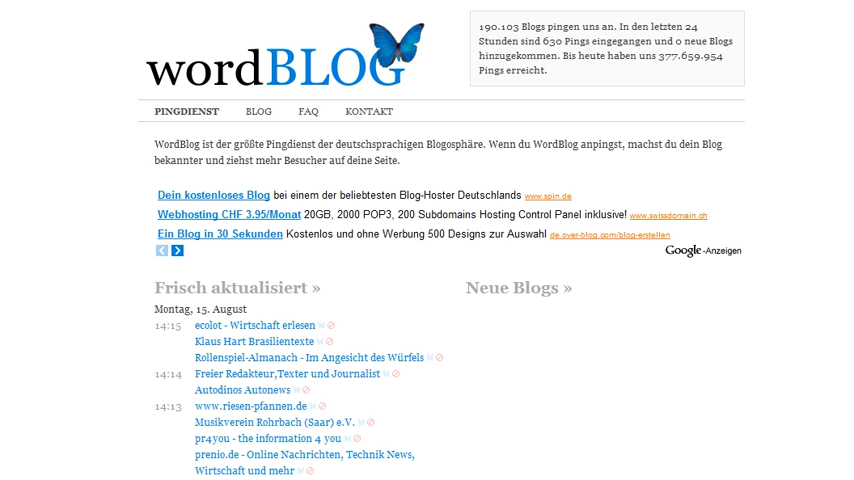 wordBLOG
190.103 Blogs pingen uns an. In den letzten 24
Stunden sind 630 Pings eingegangen und 0 neue Blogs
hinzugekommen. Bis heute haben uns 377.659.954
Pings erreicht.
PINGDIENST BLOG FAQ KONTAKT
WordBlog ist der größte Pingdienst der deutschsprachigen Blogosphäre. Wenn du WordBlog anpingst, machst du dein Blog
bekannter und ziehst mehr Besucher auf deine Seite.
Dein kostenloses Blog bei einem der beliebtesten Blog-Hoster Deutschlands www.spin.de
Webhosting CHF 3.95/Monat 20GB, 2000 POP3, 200 Subdomains Hosting Control Panel inklusive! www.swissdomain.ch
Ein Blog in 30 Sekunden Kostenlos und ohne Werbung 500 Designs zur Auswahl de.over-blog.com/blog-erstellen
Google-Anzeigen
Frisch aktualisiert »
Montag, 15. August
14:15 ecolot - Wirtschaft erlesen
Klaus Hart Brasilientexte
Rollenspiel-Almanach - Im Angesicht des Würfels
14:14 Freier Redakteur,Texter und Journalist
Autodinos Autonews
14:13 www.riesen-pfannen.de
Musikverein Rohrbach (Saar) e.V.
pr4you - the information 4 you
prenio.de - Online Nachrichten, Technik News,
Wirtschaft und mehr
Neue Blogs »